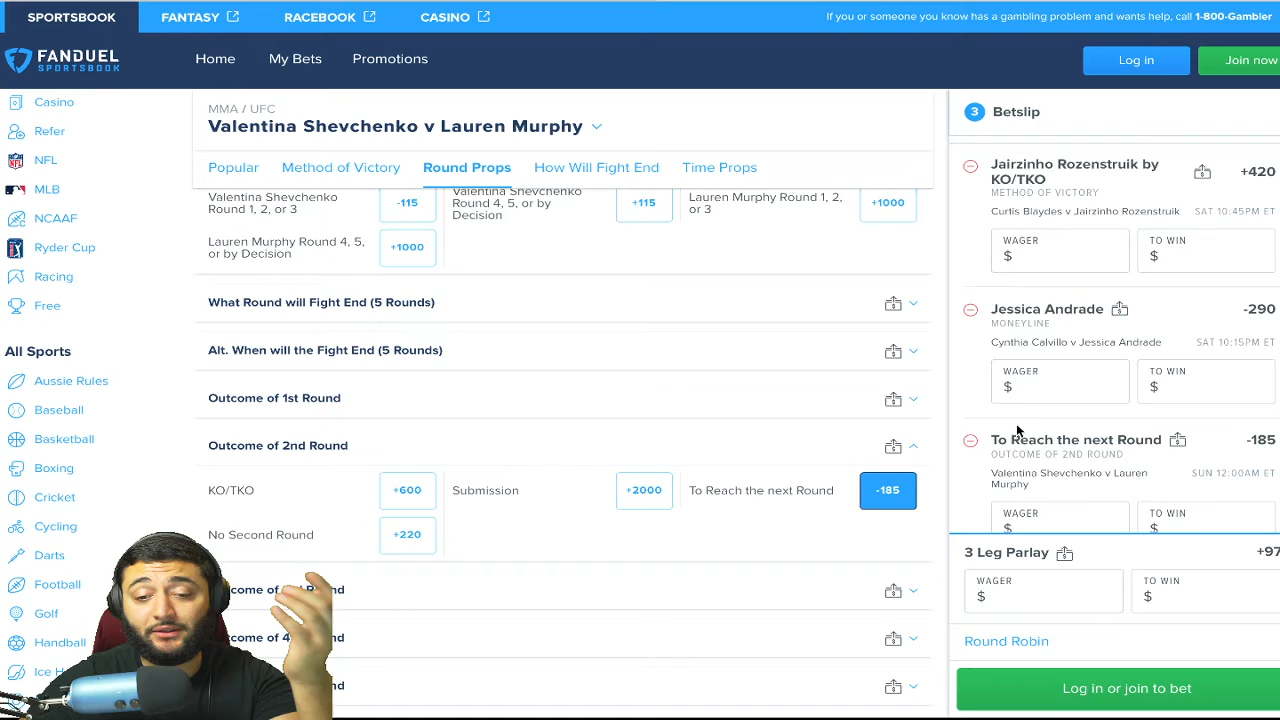 SPORTSBOOK
FANTASY
RACEBOOK
CASINO
If you or someone you know has a gambling problem and wants help, call 1-800-Gambler
FANDUEL
SPORTSBOOK
Home
My Bets
Promotions
Log in
Join now
Casino
Refer
NFL
MLB
NCAAF
Ryder Cup
Racing
Free
All Sports
Aussie Rules
Baseball
Basketball
Boxing
Cricket
Cycling
Darts
Football
Golf
Handball
Ice H
MMA / UFC
Valentina Shevchenko v Lauren Murphy
Popular
Method of Victory
Round Props
How Will Fight End
Time Props
Valentina Shevchenko
Round 1, 2, or 3
-115
Valentina Shevchenko
Round 4, 5, or by
Decision
+115
Lauren Murphy Round 1, 2,
or 3
+1000
Lauren Murphy Round 4, 5,
or by Decision
+1000
What Round will Fight End (5 Rounds)
Alt. When will the Fight End (5 Rounds)
Outcome of 1st Round
Outcome of 2nd Round
KO/TKO
+600
Submission
+2000
To Reach the next Round
-185
No Second Round
+220
come of
Round
come of 4
nd
nd
3
Betslip
Jairzinho Rozenstruik by
KO/TKO
+420
METHOD OF VICTORY
Curtis Blaydes v Jairzinho Rozenstruik
SAT 10:45PM ET
WAGER
$
TO WIN
$
Jessica Andrade
-290
MONEYLINE
Cynthia Calvillo v Jessica Andrade
SAT 10:15PM ET
WAGER
$
TO WIN
$
To Reach the next Round
-185
OUTCOME OF 2ND ROUND
Valentina Shevchenko v Lauren
Murphy
SUN 12:00AM ET
WAGER
$
TO WIN
$
3 Leg Parlay
+97
WAGER
$
TO WIN
$
Round Robin
Log in or join to bet